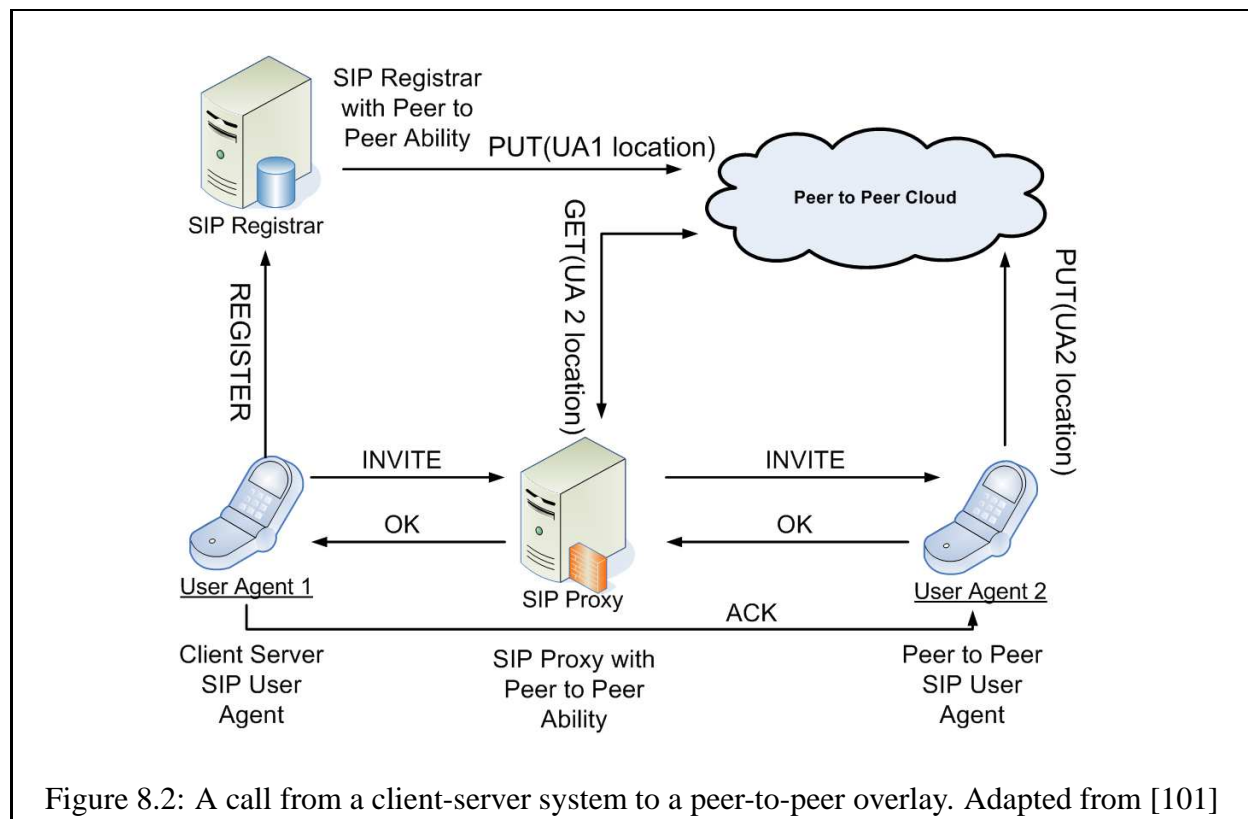 SIP Registrar
with Peer to
Peer Ability
PUT(UA1 location)
Peer to Peer Cloud
SIP Registrar
GET(UA 2 location)
PUT(UA2 location)
REGISTER
INVITE
INVITE
OK
OK
User Agent 1
SIP Proxy
User Agent 2
ACK
Client Server
SIP User
Agent
SIP Proxy with
Peer to Peer
Ability
Peer to Peer
SIP User
Agent
Figure 8.2: A call from a client-server system to a peer-to-peer overlay. Adapted from [101]